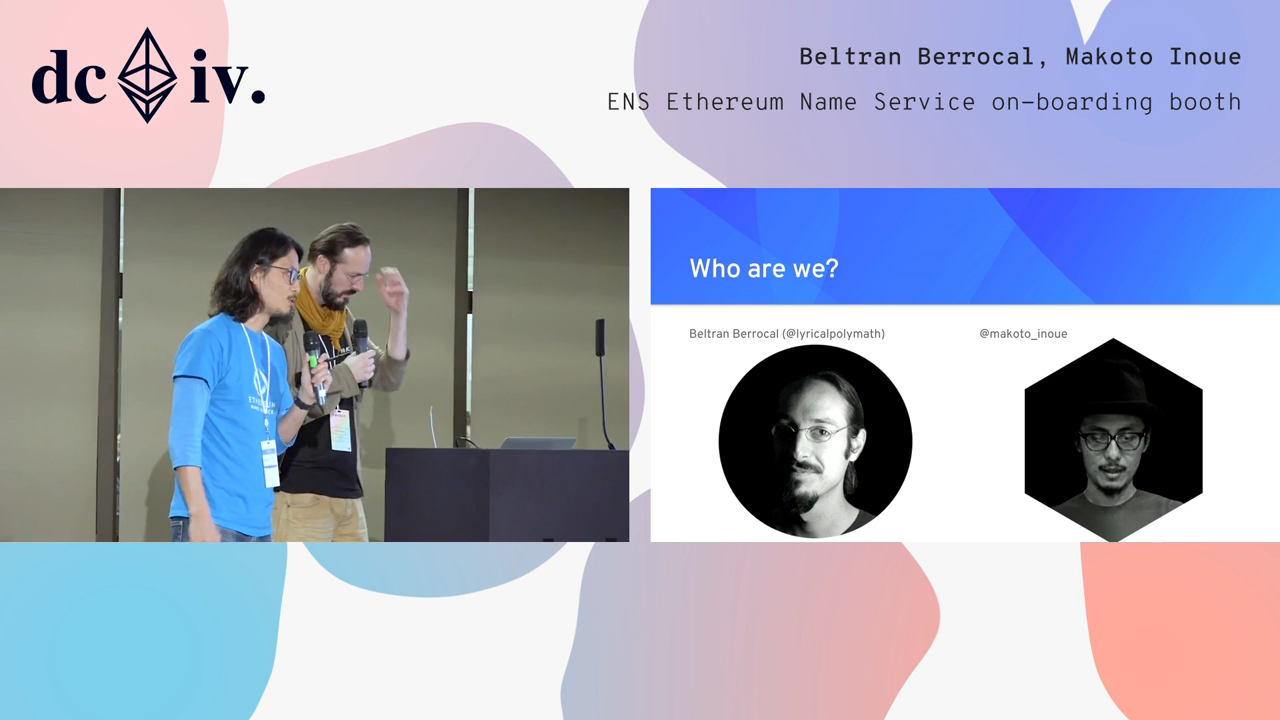 dc iv.
Beltran Berrocal, Makoto Inoue
ENS Ethereum Name Service on-boarding booth
Who are we?
Beltran Berrocal (@lyricalpolymath)
@makoto_inoue